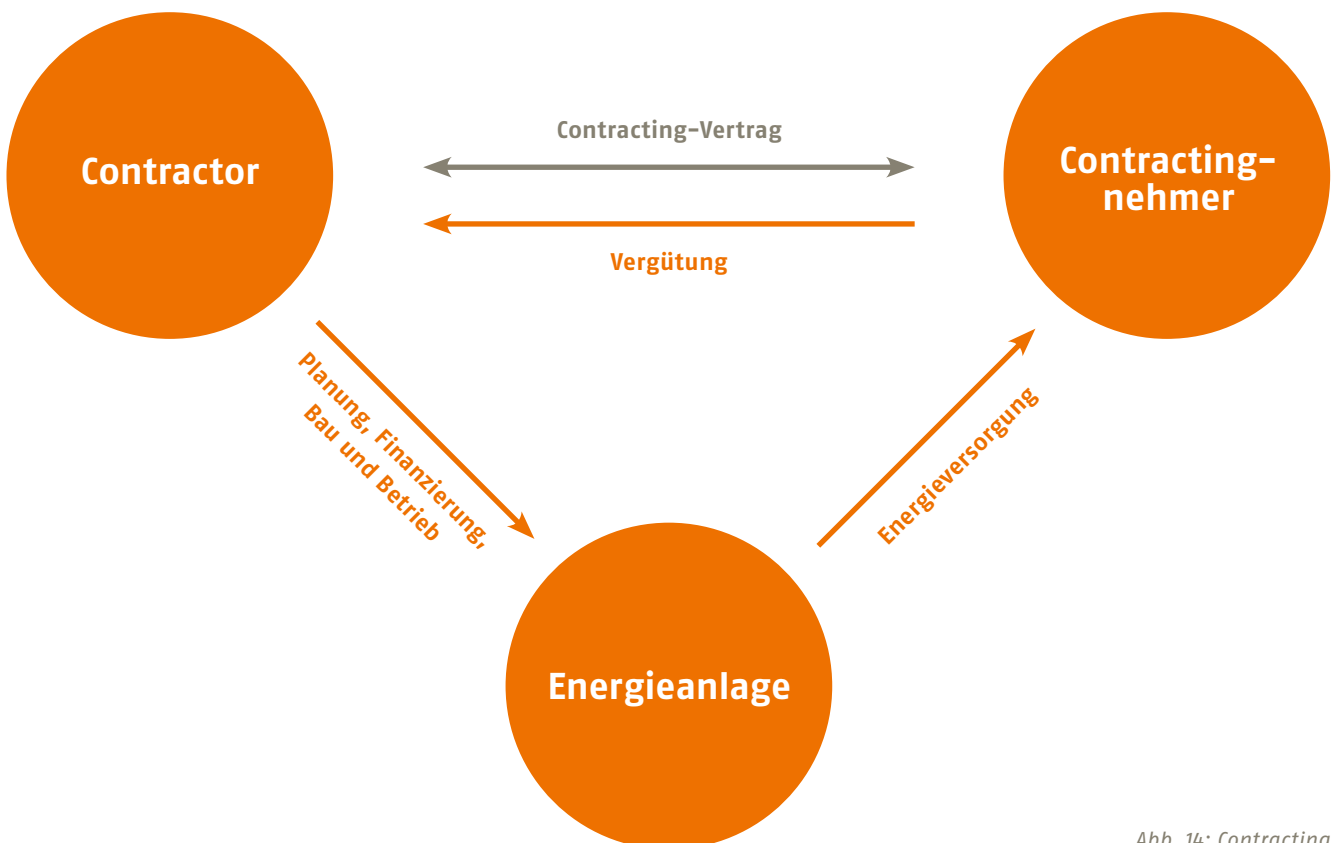 Contracting-Vertrag
Contractor
Contracting-
nehmer
Vergütung
Planung, Finanzierung,
Bau und Betrieb
Energieversorgung
Energieanlage
Abb. 14: Contracting